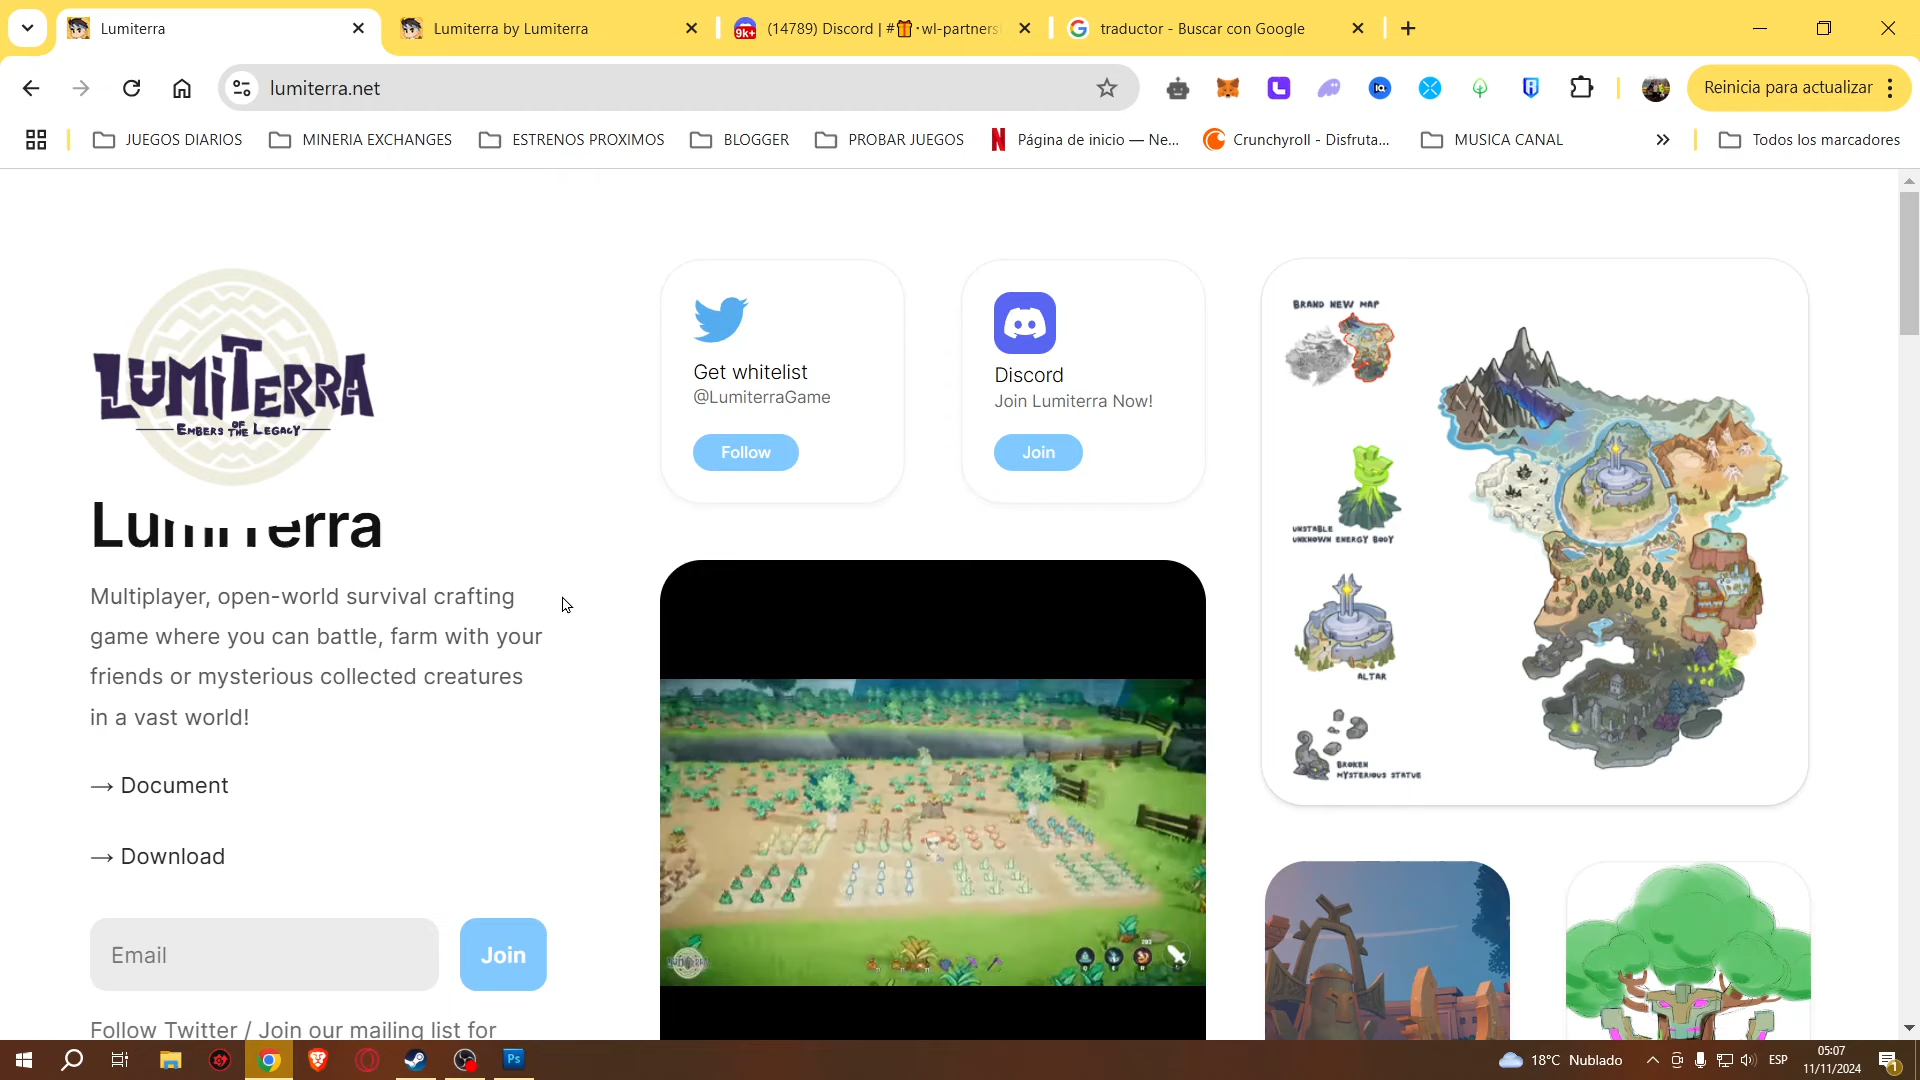 Lumiterra
Lumiterra by Lumiterra
9k+
(14789) Discord | #🎁・wl-partners
traductor - Buscar con Google
lumiterra.net
Reinicia para actualizar
JUEGOS DIARIOS
MINERIA EXCHANGES
ESTRENOS PROXIMOS
BLOGGER
PROBAR JUEGOS
Página de inicio — Ne...
Crunchyroll - Disfruta...
MUSICA CANAL
Todos los marcadores
LUMITERRA
EMBERS OF THE LEGACY
LumiTerra
Multiplayer, open-world survival crafting
game where you can battle, farm with your
friends or mysterious collected creatures
in a vast world!
→ Document
→ Download
Email
Join
Follow Twitter / Join our mailing list for
Get whitelist
@LumiterraGame
Follow
Discord
Join Lumiterra Now!
Join
LUMITERRA
BRAND NEW MAP
UNSTABLE
UNKNOWN ENERGY BODY
ALTAR
BROKEN
MYSTERIOUS STATUE
Ps
18°C Nublado
ESP
05:07
11/11/2024
1